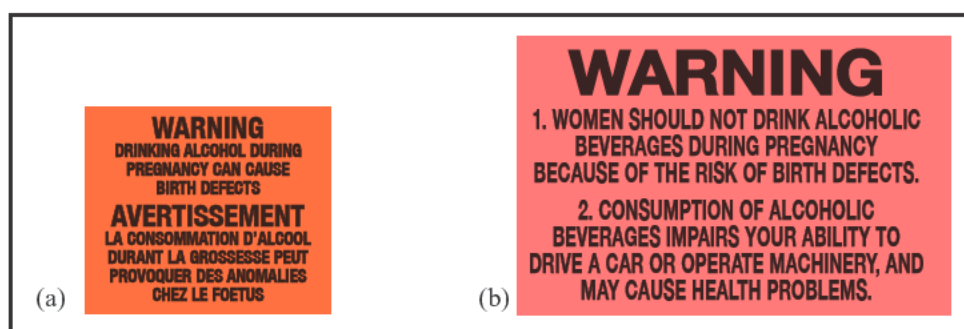 WARNING
DRINKING ALCOHOL DURING
PREGNANCY CAN CAUSE
BIRTH DEFECTS
AVERTISSEMENT
LA CONSOMMATION D'ALCOOL
DURANT LA GROSSESSE PEUT
PROVOQUER DES ANOMALIES
CHEZ LE FOETUS
(a)
WARNING
1. WOMEN SHOULD NOT DRINK ALCOHOLIC
BEVERAGES DURING PREGNANCY
BECAUSE OF THE RISK OF BIRTH DEFECTS.
2. CONSUMPTION OF ALCOHOLIC
BEVERAGES IMPAIRS YOUR ABILITY TO
DRIVE A CAR OR OPERATE MACHINERY, AND
MAY CAUSE HEALTH PROBLEMS.
(b)